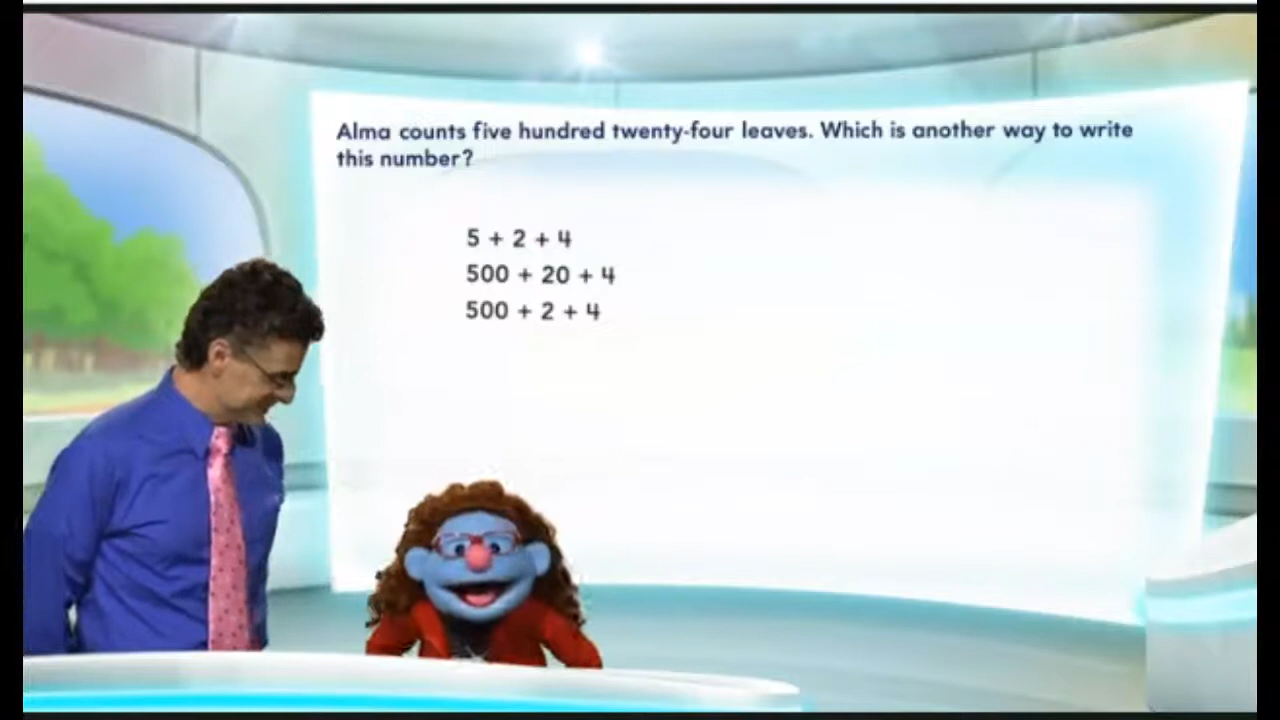 Alma counts five hundred twenty-four leaves. Which is another way to write
this number?
5 + 2 + 4
500 + 20 + 4
500 + 2 + 4